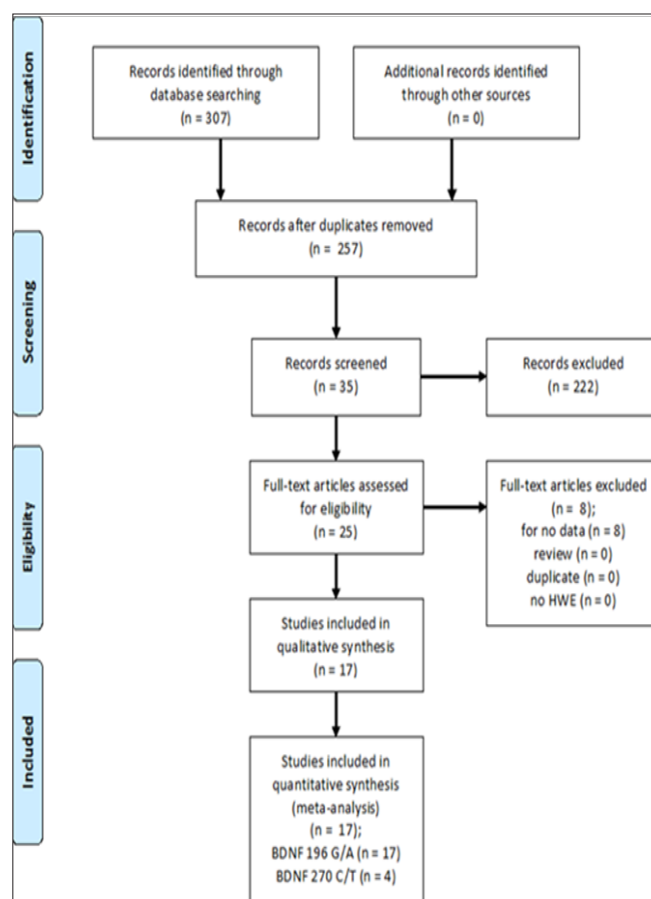 Identification
Records identified through
database searching
(n = 307)
Additional records identified
through other sources
(n = 0)
Records after duplicates removed
(n = 257)
Screening
Records screened
(n = 35)
Records excluded
(n = 222)
Eligibility
Full-text articles assessed
for eligibility
(n = 25)
Full-text articles excluded
(n = 8);
for no data (n = 8)
review (n = 0)
duplicate (n = 0)
no HWE (n = 0)
Studies included in
qualitative synthesis
(n = 17)
Included
Studies included in
quantitative synthesis
(meta-analysis)
(n = 17);
BDNF 196 G/A (n = 17)
BDNF 270 C/T (n = 4)